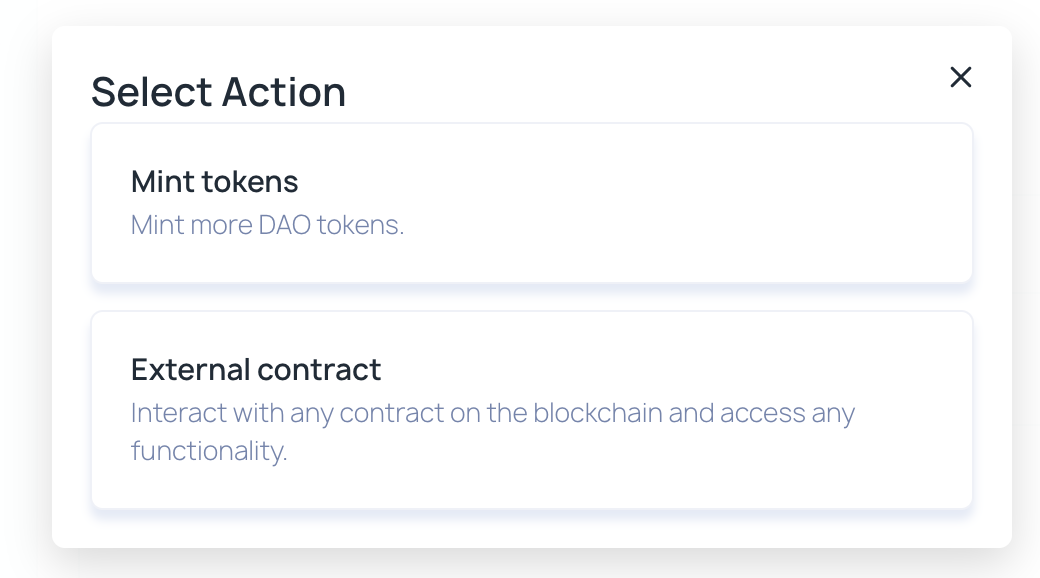 Select Action
Mint tokens
Mint more DAO tokens.
External contract
Interact with any contract on the blockchain and access any
functionality.